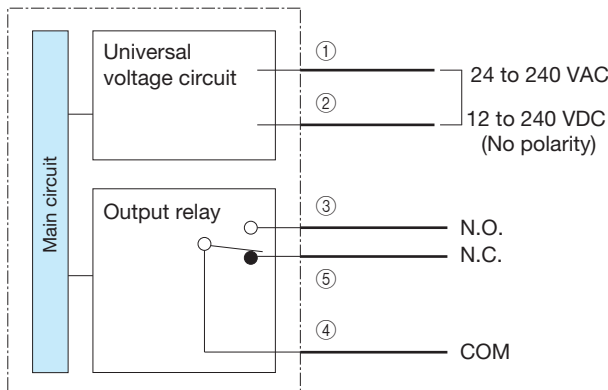 Main circuit
Universal
voltage circuit
①
②
24 to 240 VAC
12 to 240 VDC
(No polarity)
Output relay
③
N.O.
N.C.
⑤
④
COM